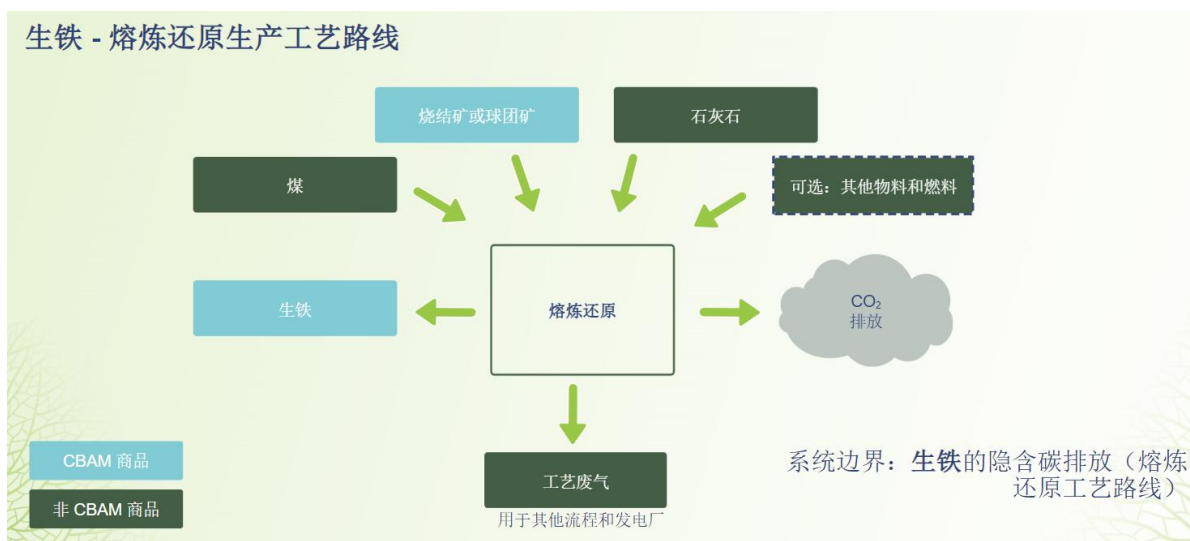 生铁 - 熔炼还原生产工艺路线
烧结矿或球团矿
石灰石
煤
可选：其他物料和燃料
生铁
熔炼还原
CO₂
排放
CBAM 商品
非 CBAM 商品
工艺废气
用于其他流程和发电厂
系统边界：生铁的隐含碳排放（熔炼
还原工艺路线）